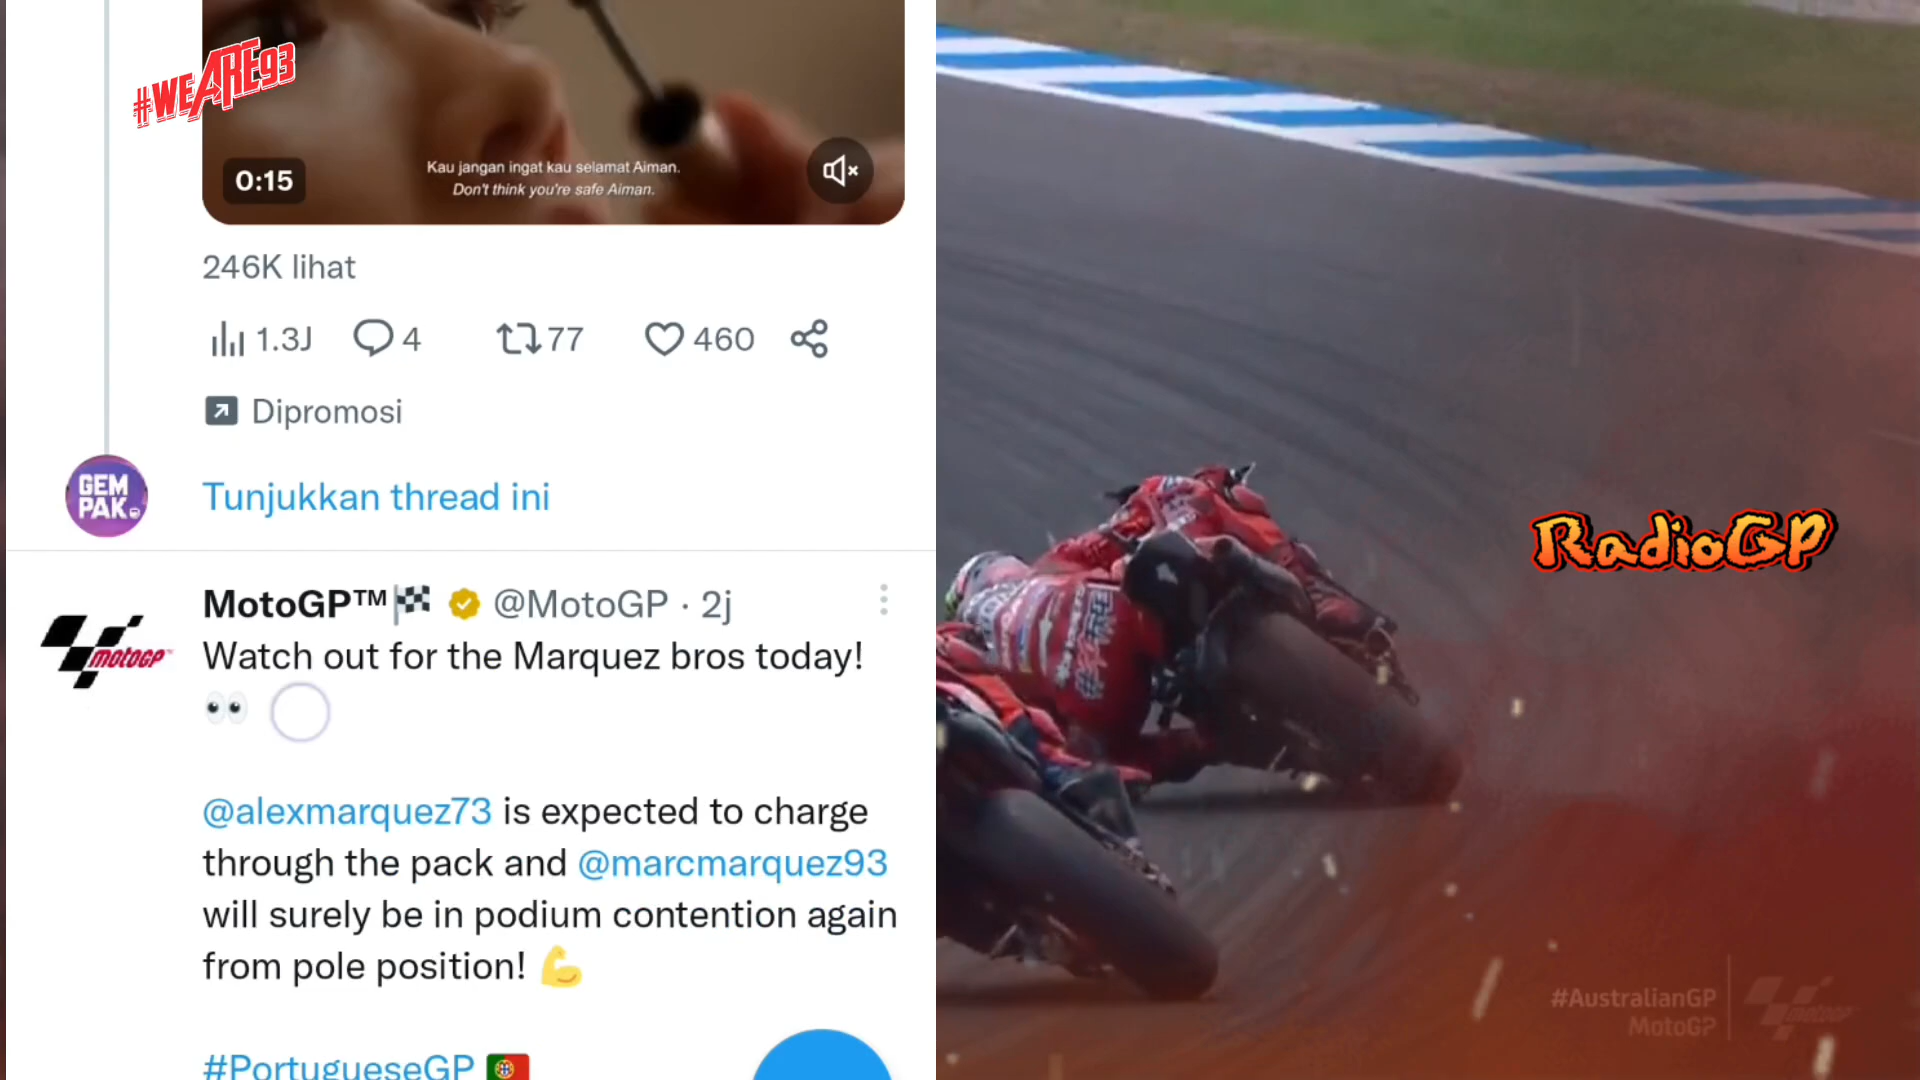 #WEARE93
0:15
Kau jangan ingat kau selamat Aiman.
Don't think you're safe Aiman.
246K lihat
1.3J 4 77 460
Dipromosi
GEM
PAK
Tunjukkan thread ini
MotoGP™ @MotoGP · 2j
motoGP™
Watch out for the Marquez bros today!
@alexmarquez73 is expected to charge
through the pack and @marcmarquez93
will surely be in podium contention again
from pole position!
#PortugueseGP
RadioGP
#AustralianGP
MotoGP
motoGP